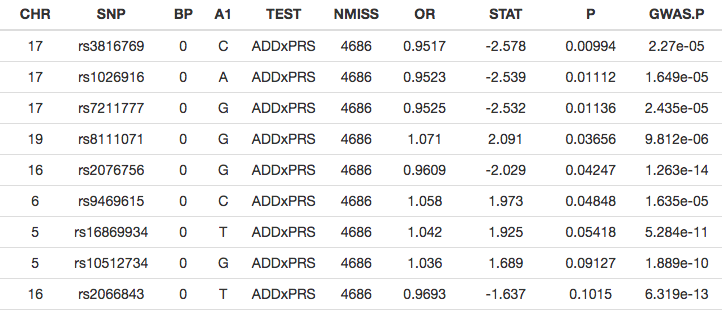 CHR SNP BP A1 TEST NMISS OR STAT P GWAS.P
17 rs3816769 0 C ADDxPRS 4686 0.9517 -2.578 0.00994 2.27e-05
17 rs1026916 0 A ADDxPRS 4686 0.9523 -2.539 0.01112 1.649e-05
17 rs7211777 0 G ADDxPRS 4686 0.9525 -2.532 0.01136 2.435e-05
19 rs8111071 0 G ADDxPRS 4686 1.071 2.091 0.03656 9.812e-06
16 rs2076756 0 G ADDxPRS 4686 0.9609 -2.029 0.04247 1.263e-14
6 rs9469615 0 C ADDxPRS 4686 1.058 1.973 0.04848 1.635e-05
5 rs16869934 0 T ADDxPRS 4686 1.042 1.925 0.05418 5.284e-11
5 rs10512734 0 G ADDxPRS 4686 1.036 1.689 0.09127 1.889e-10
16 rs2066843 0 T ADDxPRS 4686 0.9693 -1.637 0.1015 6.319e-13